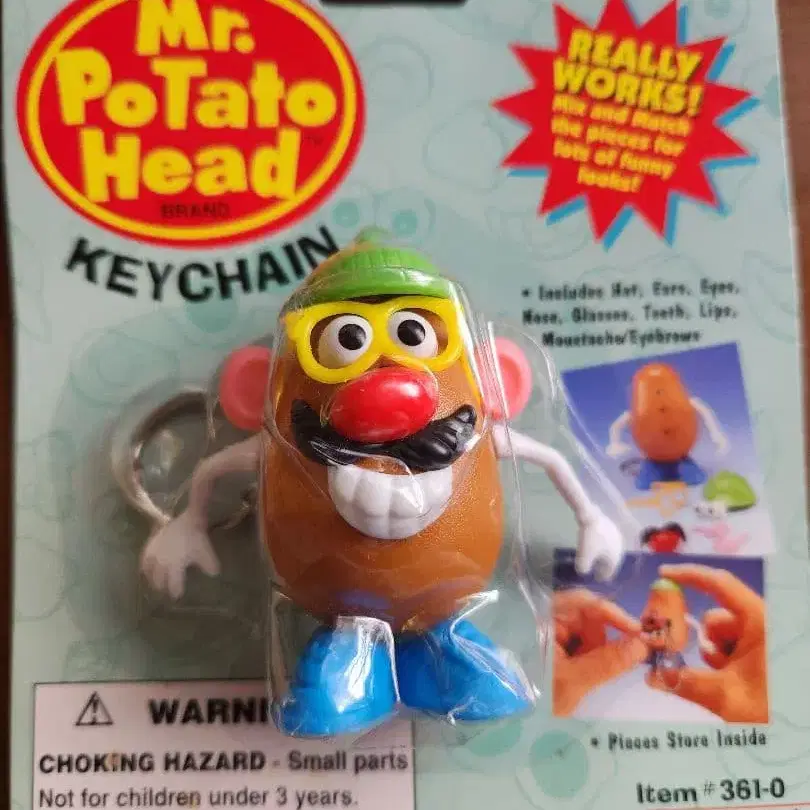 Mr.
PoTaTo
Head
™
BRAND
KEYCHAIN
REALLY
WORKS!
Mix and Match
the pieces for
lots of funny
looks!
• Includes Hat, Ears, Eyes,
Nose, Glasses, Teeth, Lips,
Moustache/Eyebrows
• Pieces Store Inside
WARNI
CHOKING HAZARD - Small parts
Not for children under 3 years.
Item # 361-0